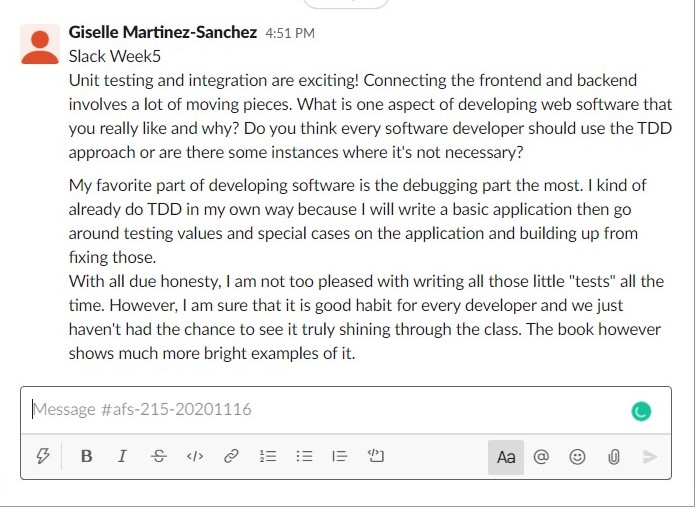 Giselle Martinez-Sanchez 4:51 PM
Slack Week5
Unit testing and integration are exciting! Connecting the frontend and backend
involves a lot of moving pieces. What is one aspect of developing web software that
you really like and why? Do you think every software developer should use the TDD
approach or are there some instances where it's not necessary?
My favorite part of developing software is the debugging part the most. I kind of
already do TDD in my own way because I will write a basic application then go
around testing values and special cases on the application and building up from
fixing those.
With all due honesty, I am not too pleased with writing all those little "tests" all the
time. However, I am sure that it is good habit for every developer and we just
haven't had the chance to see it truly shining through the class. The book however
shows much more bright examples of it.
Message #afs-215-20201116
B I S </> Aa @